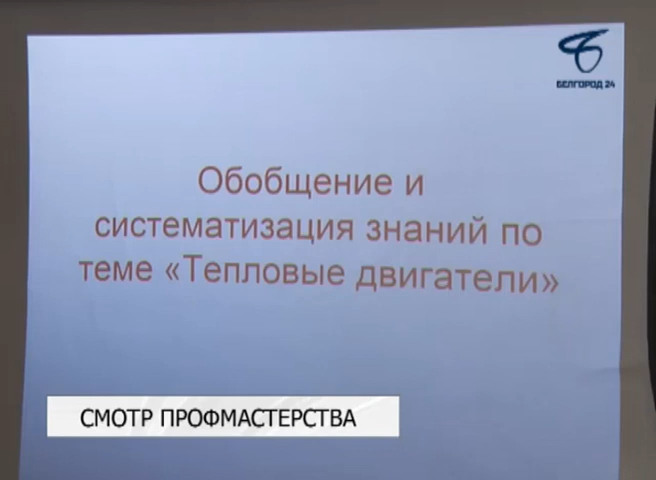 БЕЛГОРОД 24
Обобщение и
систематизация знаний по
теме «Тепловые двигатели»
СМОТР ПРОФМАСТЕРСТВА